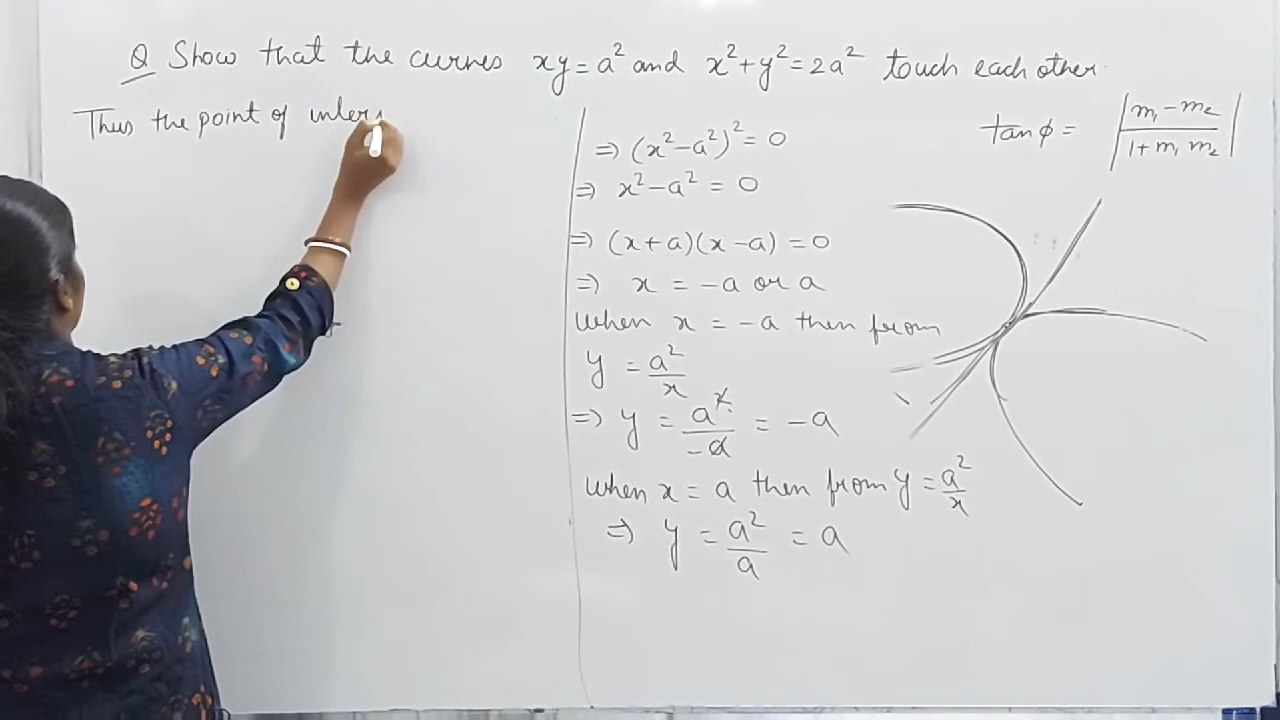 Q Show that the curves xy = a² and x² + y² = 2a² touch each other.
Thus the point of inters
tan φ = |m₁ - m₂ / 1 + m₁ m₂|
⇒ (x² - a²)² = 0
⇒ x² - a² = 0
⇒ (x + a)(x - a) = 0
⇒ x = -a or a
When x = -a then from
y = a²/x
⇒ y = a²/-a = -a
When x = a then from y = a²/x
⇒ y = a²/a = a